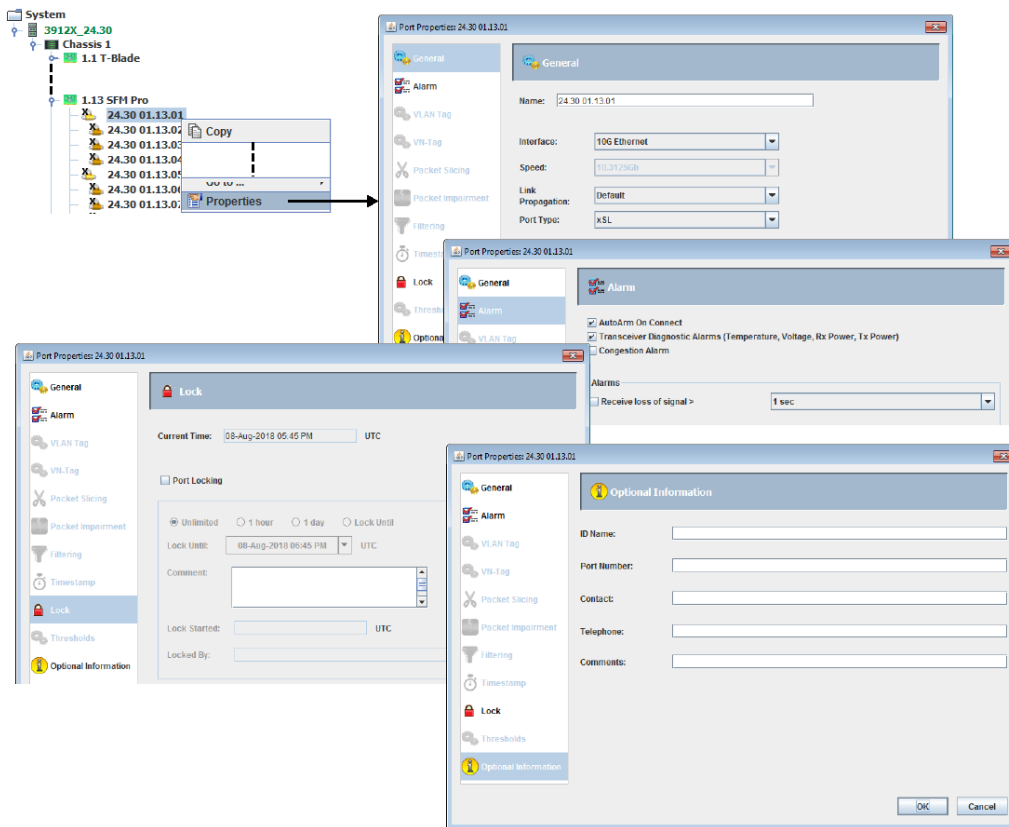 System
3912X_24.30
Chassis 1
1.1 T-Blade
1.13 SFM Pro
24.30 01.13.01
24.30 01.13.02
24.30 01.13.03
24.30 01.13.04
24.30 01.13.05
24.30 01.13.06
24.30 01.13.07
Copy
Go to ...
Properties
Port Properties: 24.30 01.13.01
General
Alarm
VLAN Tag
VN-Tag
Packet Slicing
Packet Impairment
Filtering
Lock
General
Name: 24.30 01.13.01
Interface: 10G Ethernet
Speed: 10.3125Gb
Link Propagation: Default
Port Type: xSL
Port Properties: 24.30 01.13.01
General
Alarm
VLAN Tag
Alarm
AutoArm On Connect
Transceiver Diagnostic Alarms (Temperature, Voltage, Rx Power, Tx Power)
Congestion Alarm
Alarms
Receive loss of signal > 1 sec
Port Properties: 24.30 01.13.01
General
Alarm
VLAN Tag
VN-Tag
Packet Slicing
Packet Impairment
Filtering
Timestamp
Lock
Thresholds
Optional Information
Lock
Current Time: 08-Aug-2018 05:45 PM UTC
Port Locking
Unlimited 1 hour 1 day Lock Until
Lock Until: 08-Aug-2018 06:45 PM UTC
Comment:
Lock Started: UTC
Locked By:
Port Properties: 24.30 01.13.01
General
Alarm
VLAN Tag
VN-Tag
Packet Slicing
Packet Impairment
Filtering
Timestamp
Lock
Thresholds
Optional Information
Optional Information
ID Name:
Port Number:
Contact:
Telephone:
Comments:
OK Cancel